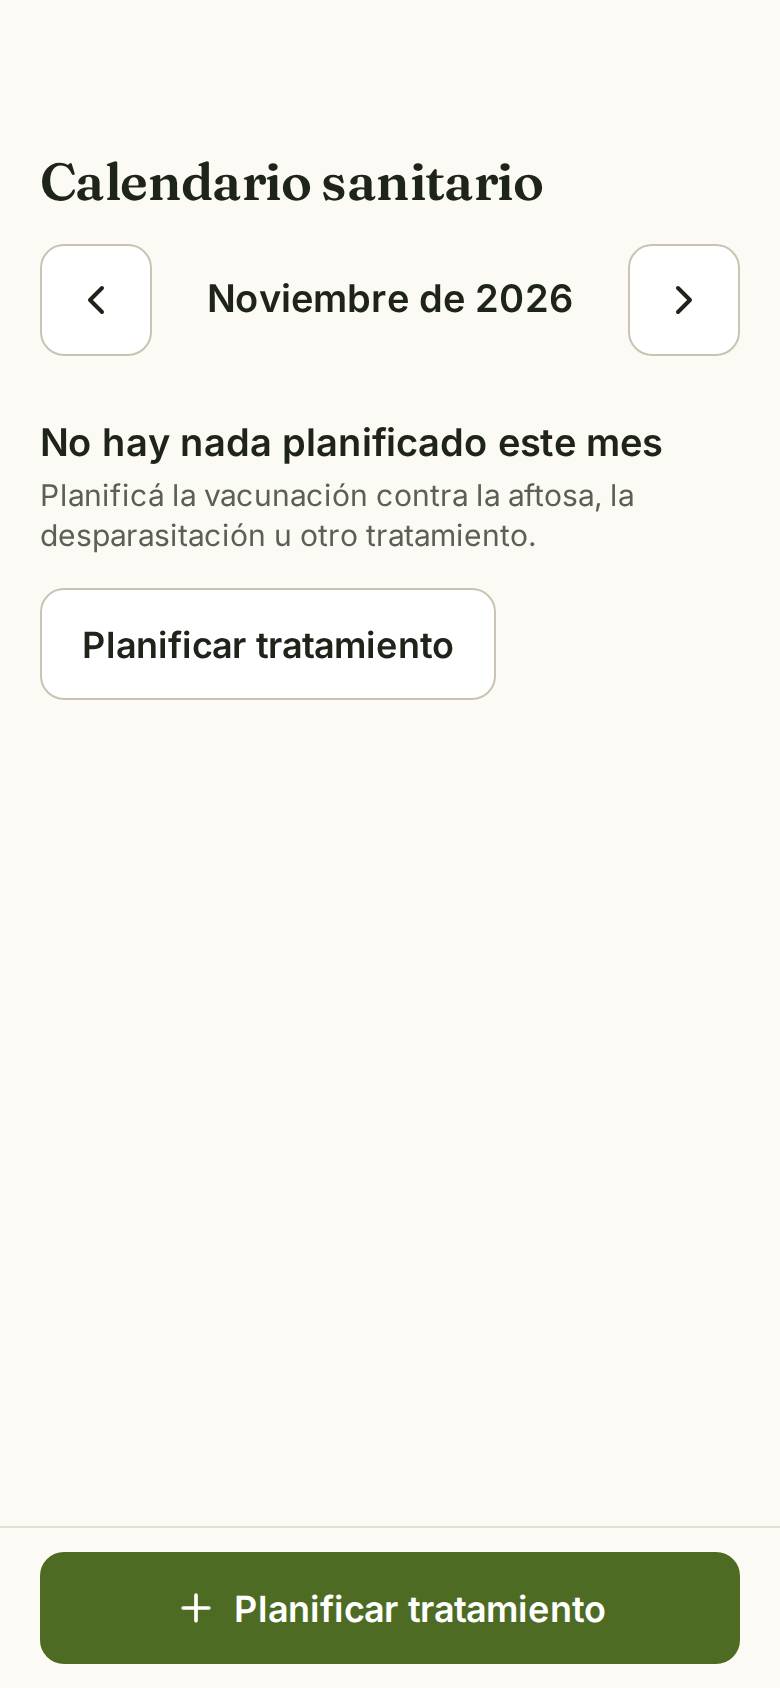 Calendario sanitario
Noviembre de 2026
No hay nada planificado este mes
Planificá la vacunación contra la aftosa, la
desparasitación u otro tratamiento.
Planificar tratamiento
Planificar tratamiento